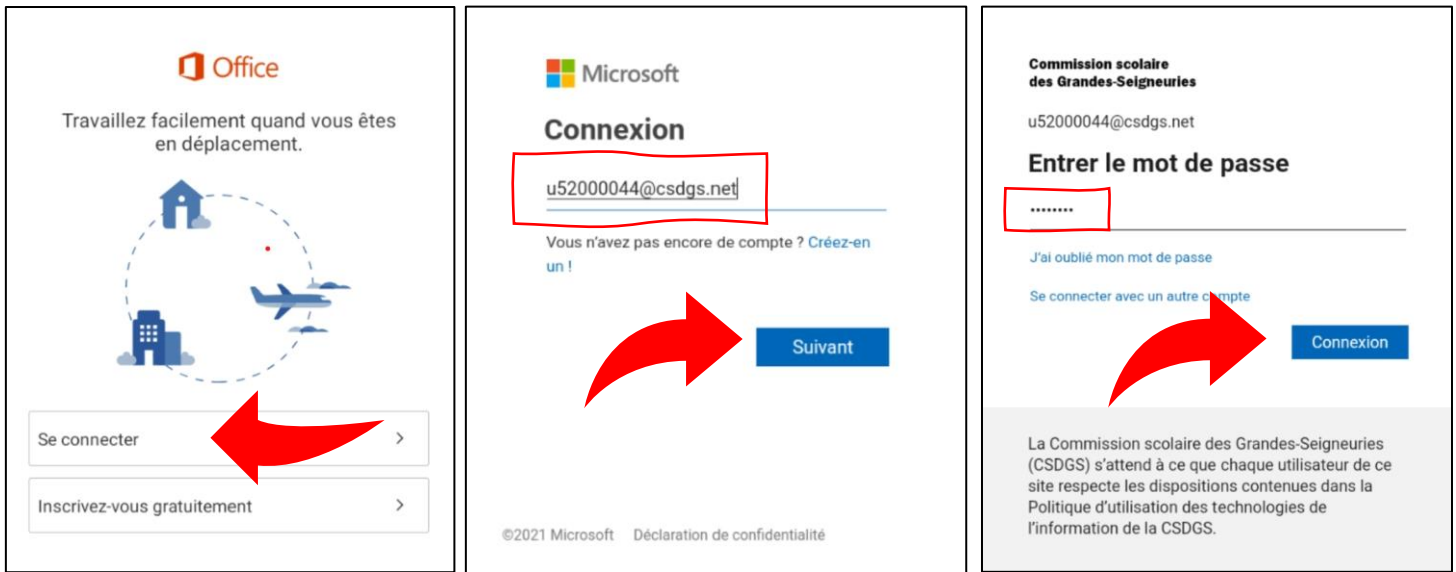 Office
Travaillez facilement quand vous êtes
en déplacement.
Se connecter
Inscrivez-vous gratuitement
Microsoft
Connexion
u52000044@csdgs.net
Vous n'avez pas encore de compte ? Créez-en
un !
Suivant
©2021 Microsoft Déclaration de confidentialité
Commission scolaire
des Grandes-Seigneuries
u52000044@csdgs.net
Entrer le mot de passe
········
J'ai oublié mon mot de passe
Se connecter avec un autre compte
Connexion
La Commission scolaire des Grandes-Seigneuries
(CSDGS) s'attend à ce que chaque utilisateur de ce
site respecte les dispositions contenues dans la
Politique d'utilisation des technologies de
l'information de la CSDGS.